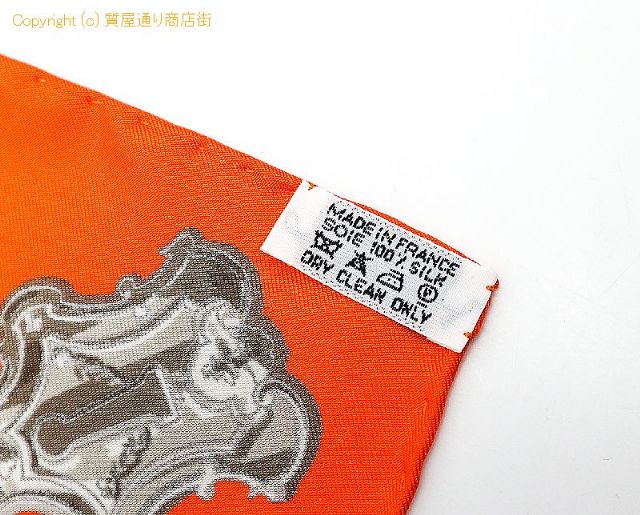 Copyright (c) 質屋通り商店街
MADE IN FRANCE
SOIE 100% SILK
DRY CLEAN ONLY